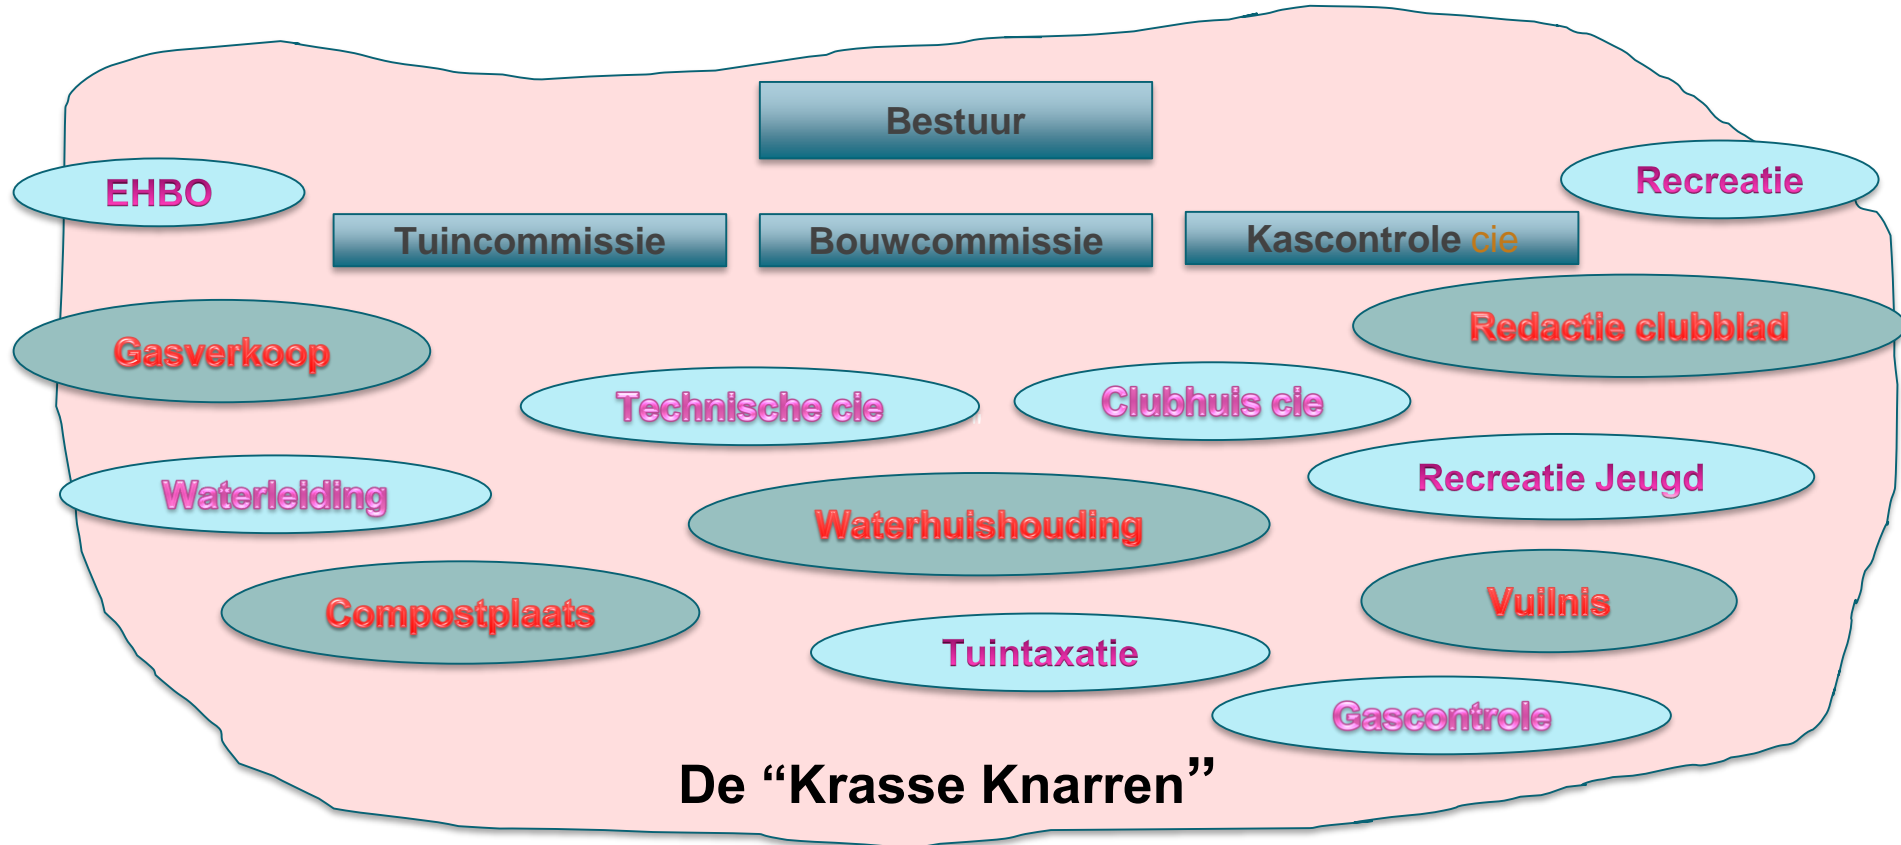 Bestuur
EHBO
Recreatie
Tuincommissie
Bouwcommissie
Kascontrole cie
Gasverkoop
Redactie clubblad
Technische cie
Clubhuis cie
Waterleiding
Recreatie Jeugd
Waterhuishouding
Compostplaats
Vuilnis
Tuintaxatie
Gascontrole
De “Krasse Knarren”